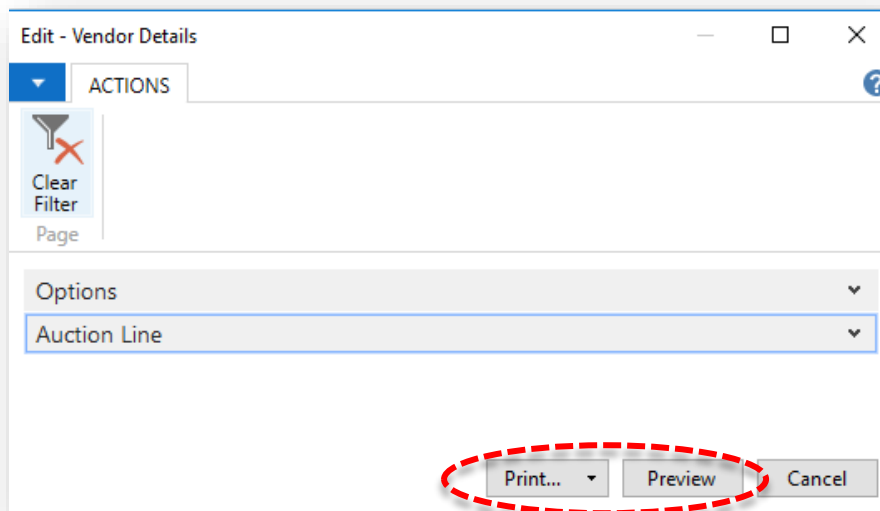 Edit - Vendor Details
ACTIONS
?
Clear
Filter
Page
Options
Auction Line
Print... Preview Cancel